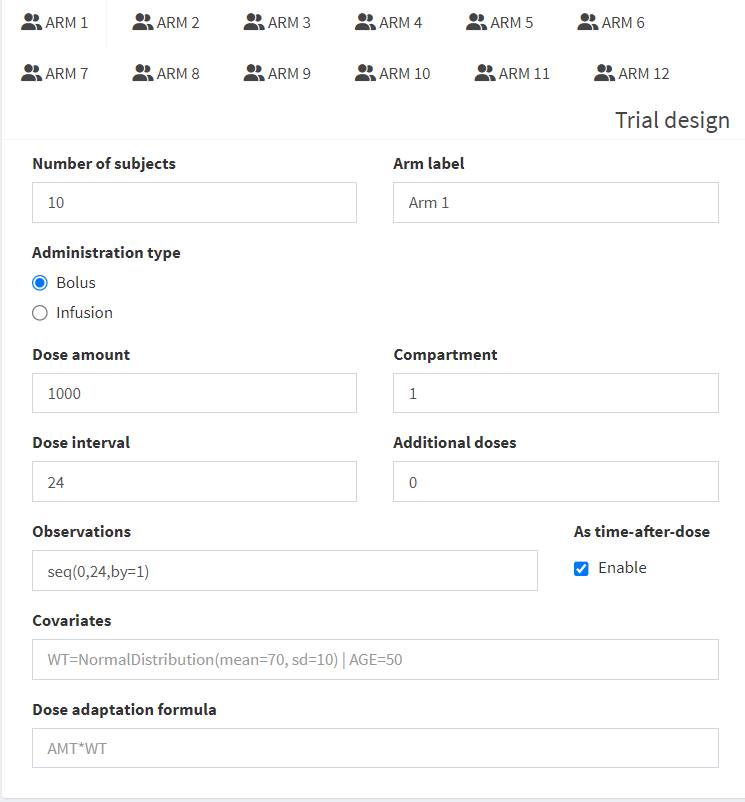 ARM 1 ARM 2 ARM 3 ARM 4 ARM 5 ARM 6
ARM 7 ARM 8 ARM 9 ARM 10 ARM 11 ARM 12
Trial design
Number of subjects Arm label
10 Arm 1
Administration type
Bolus
Infusion
Dose amount Compartment
1000 1
Dose interval Additional doses
24 0
Observations As time-after-dose
seq(0,24,by=1) Enable
Covariates
WT=NormalDistribution(mean=70, sd=10) | AGE=50
Dose adaptation formula
AMT*WT